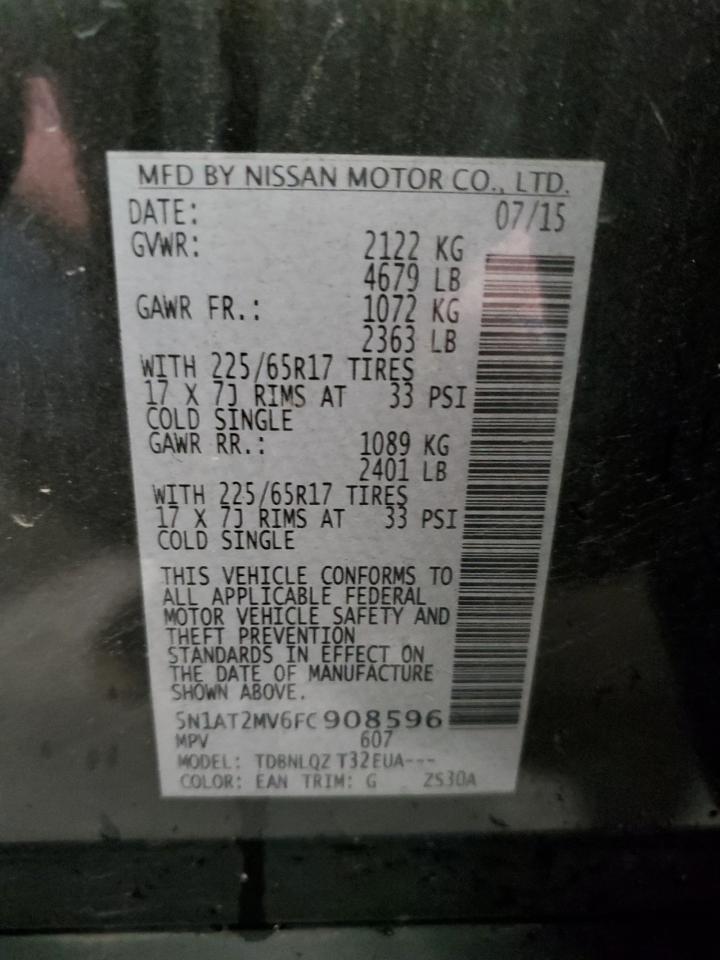 MFD BY NISSAN MOTOR CO., LTD.
DATE: 07/15
GVWR: 2122 KG
4679 LB
GAWR FR.: 1072 KG
2363 LB
WITH 225/65R17 TIRES
17 X 7J RIMS AT 33 PSI
COLD SINGLE
GAWR RR.: 1089 KG
2401 LB
WITH 225/65R17 TIRES
17 X 7J RIMS AT 33 PSI
COLD SINGLE
THIS VEHICLE CONFORMS TO
ALL APPLICABLE FEDERAL
MOTOR VEHICLE SAFETY AND
THEFT PREVENTION
STANDARDS IN EFFECT ON
THE DATE OF MANUFACTURE
SHOWN ABOVE.
5N1AT2MV6FC908596
MPV 607
MODEL: TDBNLQZ T32EUA---
COLOR: EAN TRIM: G ZS30A